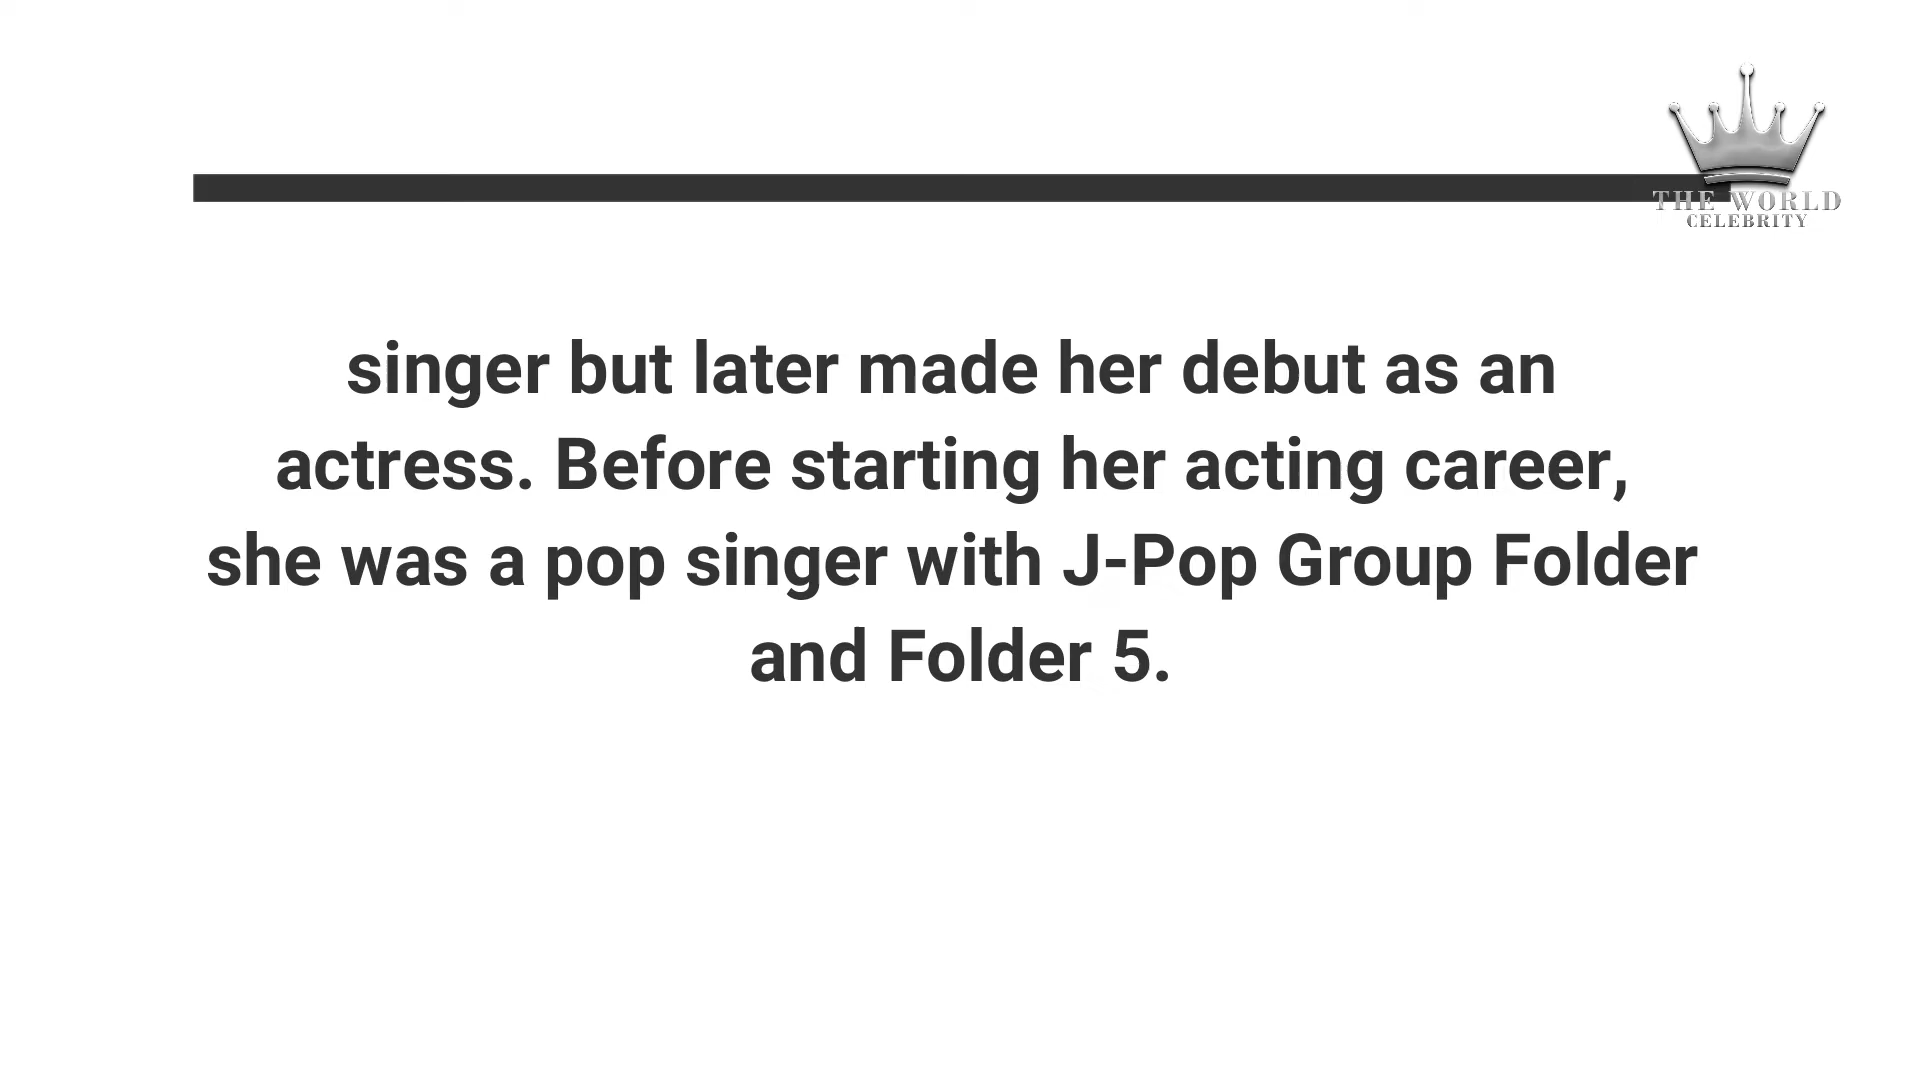 THE WORLD
CELEBRITY
singer but later made her debut as an
actress. Before starting her acting career,
she was a pop singer with J-Pop Group Folder
and Folder 5.